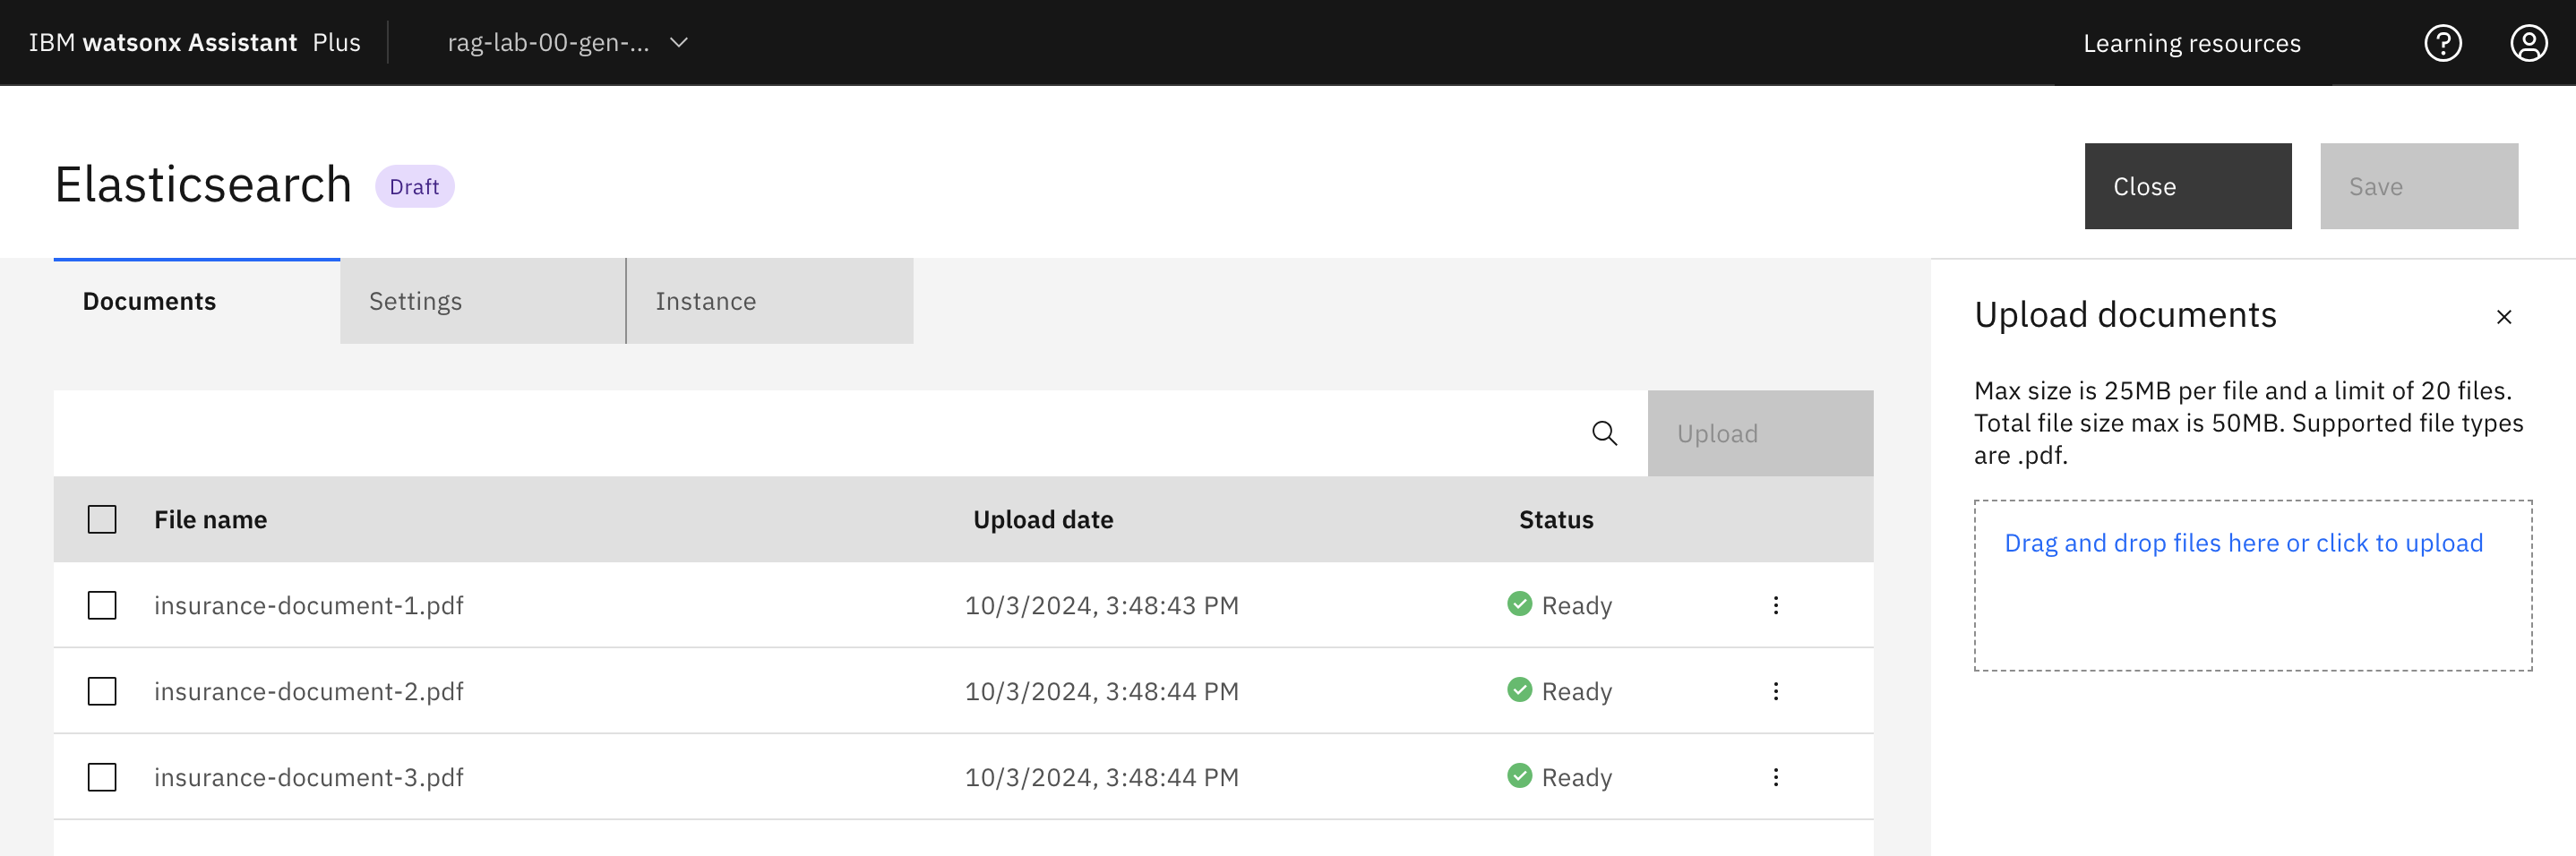 IBM watsonx Assistant Plus rag-lab-00-gen-... Learning resources
Elasticsearch Draft Close Save
Documents Settings Instance
Upload
File name Upload date Status
insurance-document-1.pdf 10/3/2024, 3:48:43 PM Ready
insurance-document-2.pdf 10/3/2024, 3:48:44 PM Ready
insurance-document-3.pdf 10/3/2024, 3:48:44 PM Ready
Upload documents
Max size is 25MB per file and a limit of 20 files.
Total file size max is 50MB. Supported file types
are .pdf.
Drag and drop files here or click to upload